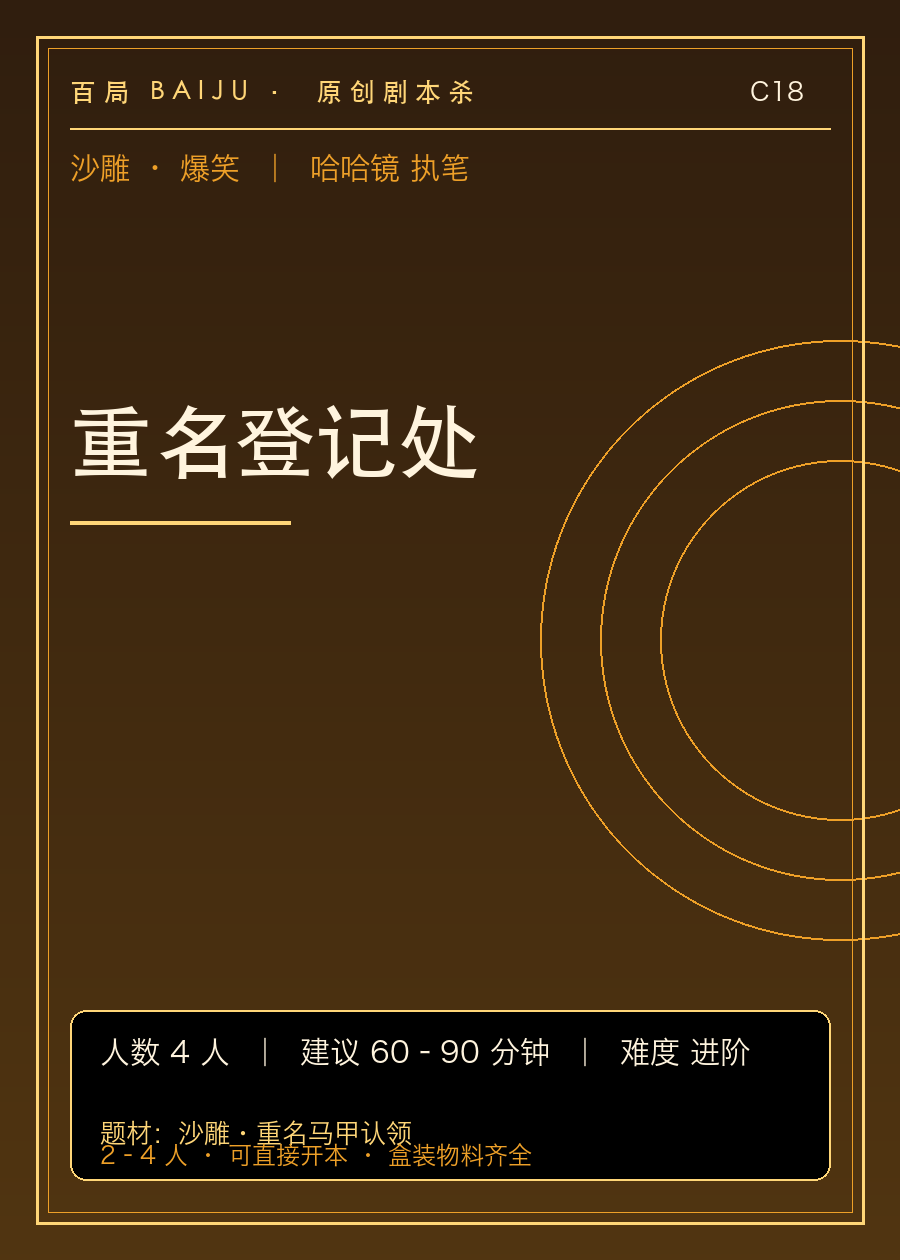 百局 BAIJU · 原创剧本杀 C18
沙雕 · 爆笑 | 哈哈镜 执笔
重名登记处
人数 4 人 | 建议 60 - 90 分钟 | 难度 进阶
题材: 沙雕 · 重名马甲认领
2 - 4 人 · 可直接开本 · 盒装物料齐全